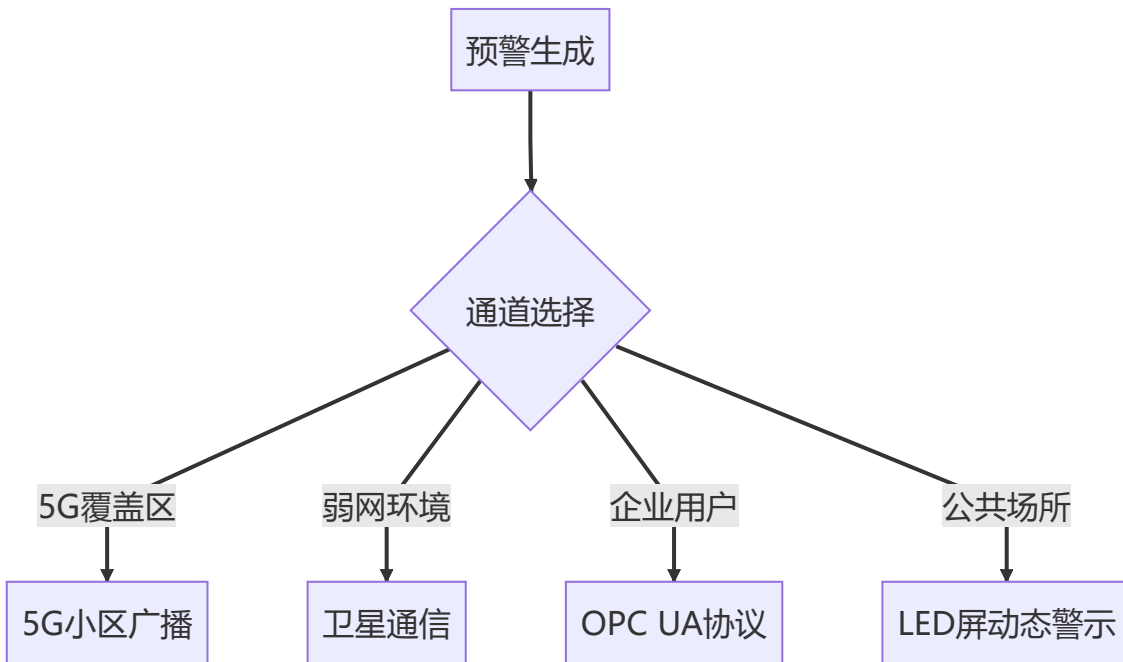 预警生成
通道选择
5G覆盖区
弱网环境
企业用户
公共场所
5G小区广播
卫星通信
OPC UA协议
LED屏动态警示